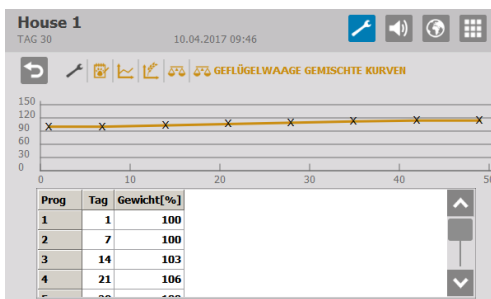 House 1
TAG 30 10.04.2017 09:46
GEFLÜGELWAAGE GEMISCHTE KURVEN
150
120
90
60
30
0
0 10 20 30 40 50
Prog Tag Gewicht[%]
1 1 100
2 7 100
3 14 103
4 21 106